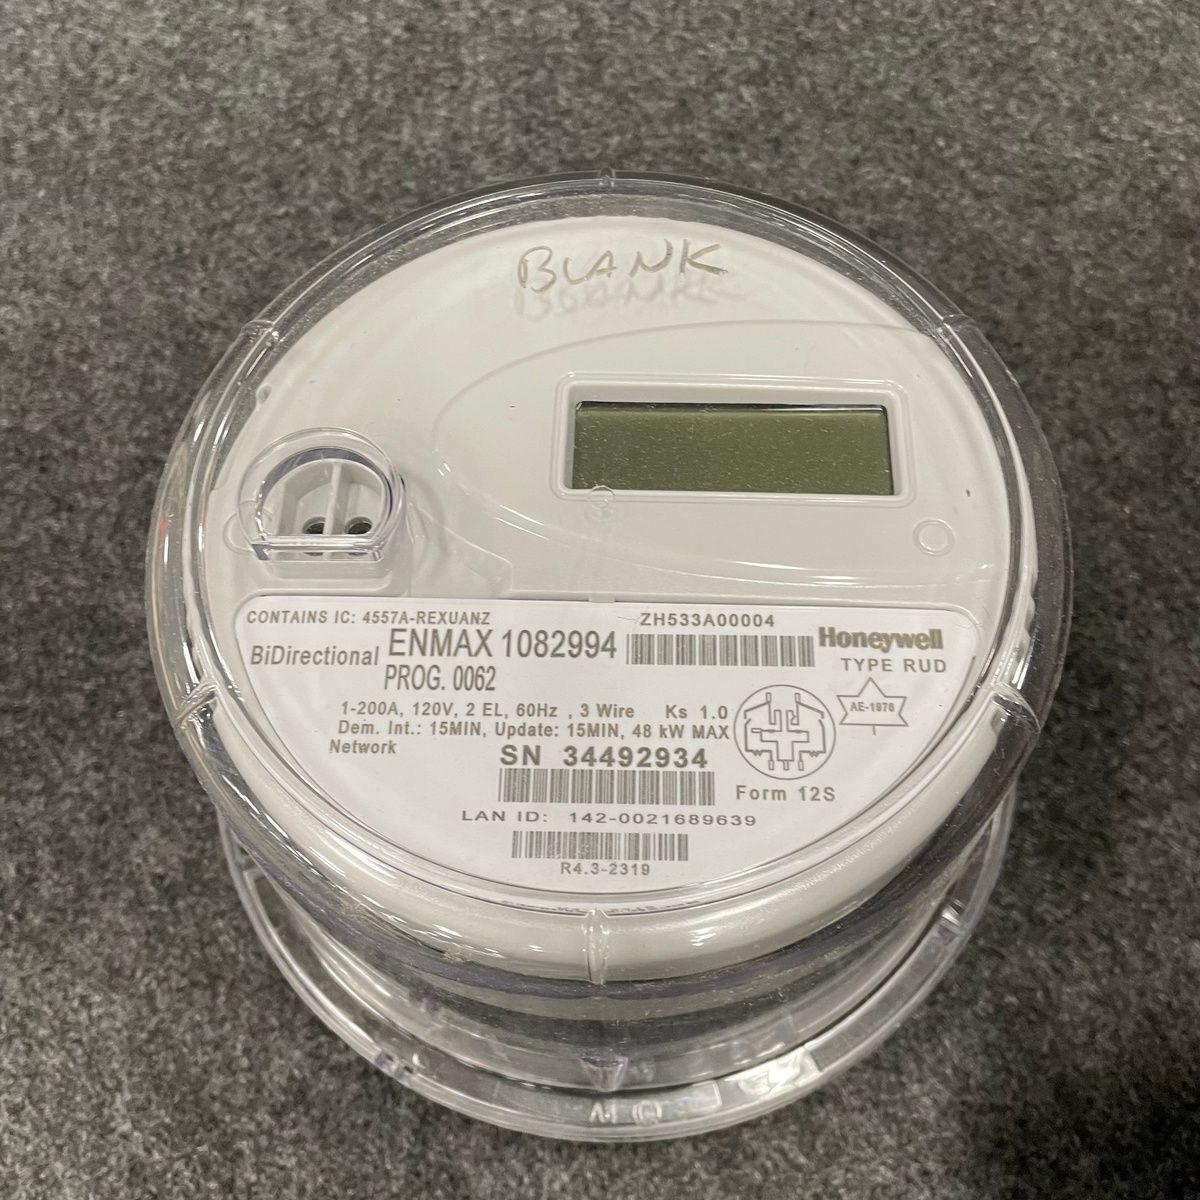 BLANK
CONTAINS IC: 4557A-REXUANZ
ZH533A00004
BiDirectional ENMAX 1082994
Honeywell
PROG. 0062
TYPE RUD
1-200A, 120V, 2 EL, 60Hz , 3 Wire Ks 1.0
AE-1976
Dem. Int.: 15MIN, Update: 15MIN, 48 kW MAX
Network
SN 34492934
Form 12S
LAN ID: 142-0021689639
R4.3-2319